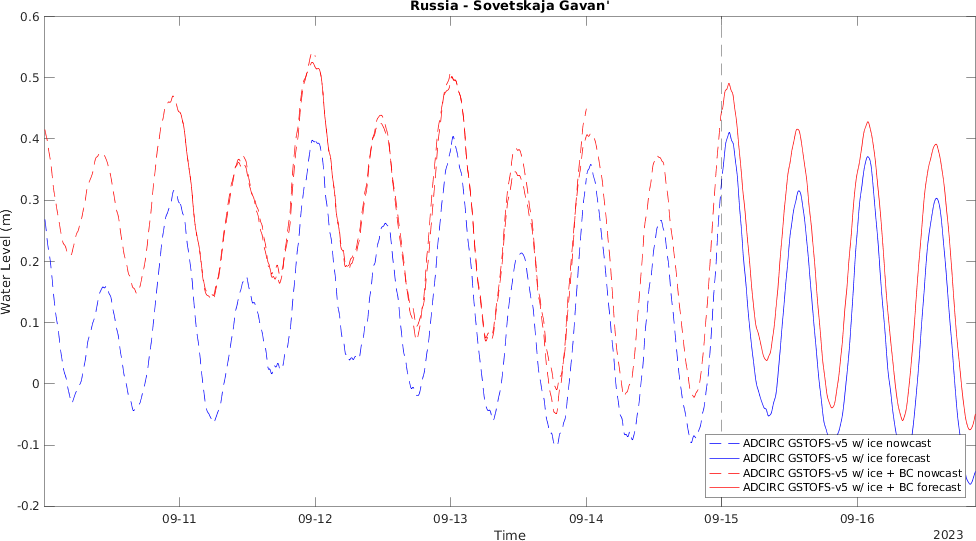 Russia - Sovetskaja Gavan'
0.6
0.5
0.4
0.3
0.2
0.1
0
-0.1
-0.2
Water Level (m)
ADCIRC GSTOFS-v5 w/ ice nowcast
ADCIRC GSTOFS-v5 w/ ice forecast
ADCIRC GSTOFS-v5 w/ ice + BC nowcast
ADCIRC GSTOFS-v5 w/ ice + BC forecast
09-11 09-12 09-13 09-14 09-15 09-16
Time
2023